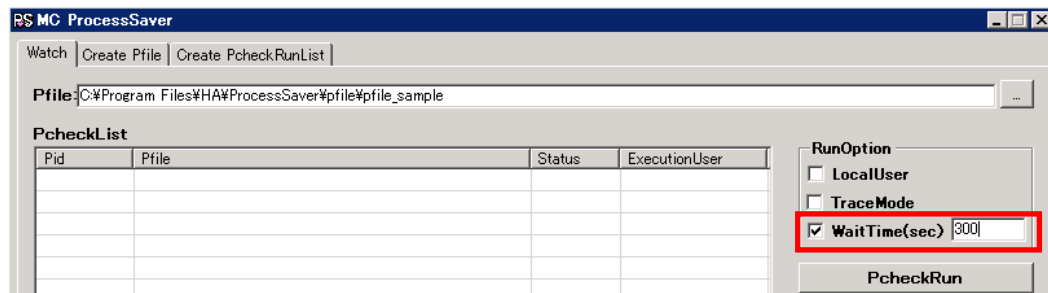 PS MC ProcessSaver
Watch Create Pfile Create PcheckRunList
Pfile: C:¥Program Files¥HA¥ProcessSaver¥pfile¥pfile_sample ...
PcheckList
Pid Pfile Status ExecutionUser
RunOption
LocalUser
TraceMode
WaitTime(sec) 300
PcheckRun